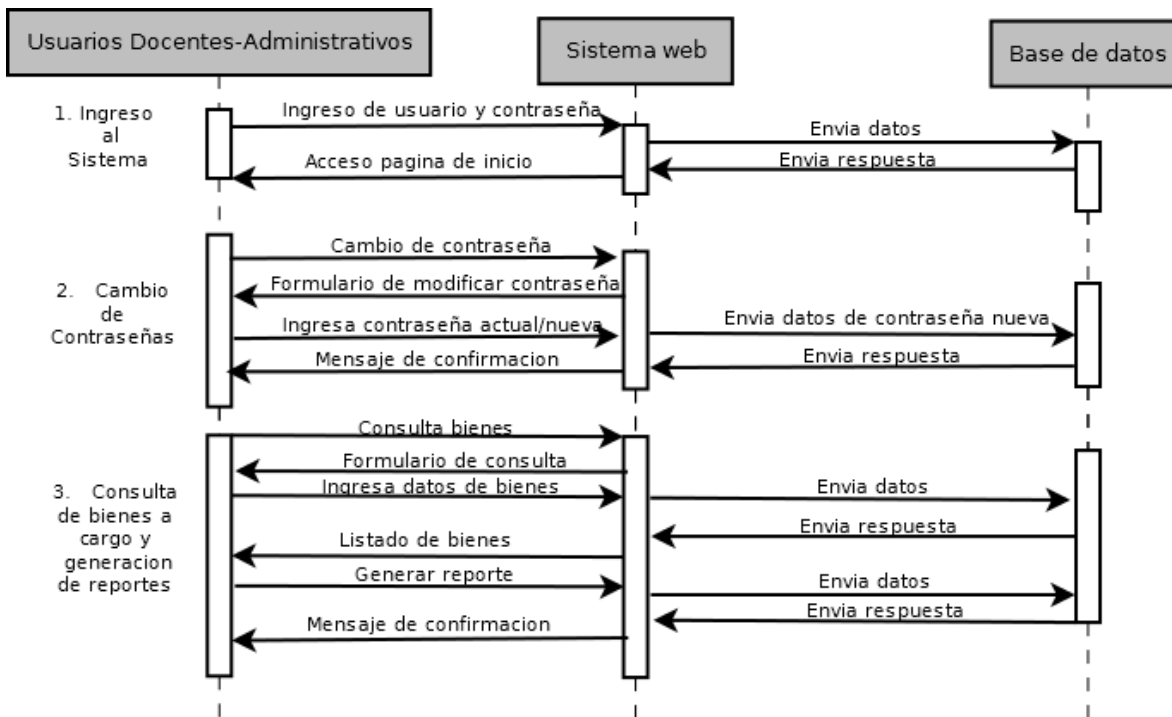 Usuarios Docentes-Administrativos
Sistema web
Base de datos
1. Ingreso
al
Sistema
Ingreso de usuario y contraseña
Envia datos
Envia respuesta
Acceso pagina de inicio
2. Cambio
de
Contraseñas
Cambio de contraseña
Formulario de modificar contraseña
Ingresa contraseña actual/nueva
Envia datos de contraseña nueva
Envia respuesta
Mensaje de confirmacion
3. Consulta
de bienes a
cargo y
generacion
de reportes
Consulta bienes
Formulario de consulta
Ingresa datos de bienes
Envia datos
Envia respuesta
Listado de bienes
Generar reporte
Envia datos
Envia respuesta
Mensaje de confirmacion